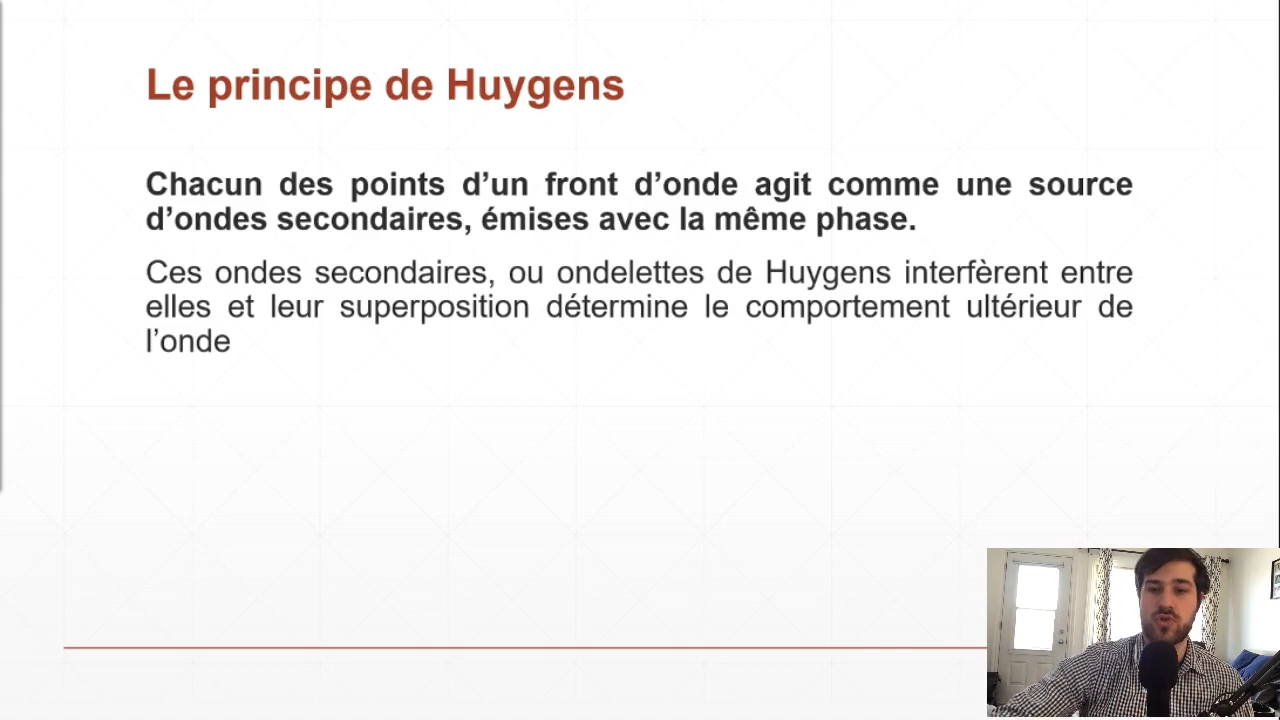 Le principe de Huygens
Chacun des points d’un front d’onde agit comme une source
d’ondes secondaires, émises avec la même phase.
Ces ondes secondaires, ou ondelettes de Huygens interfèrent entre
elles et leur superposition détermine le comportement ultérieur de
l’onde